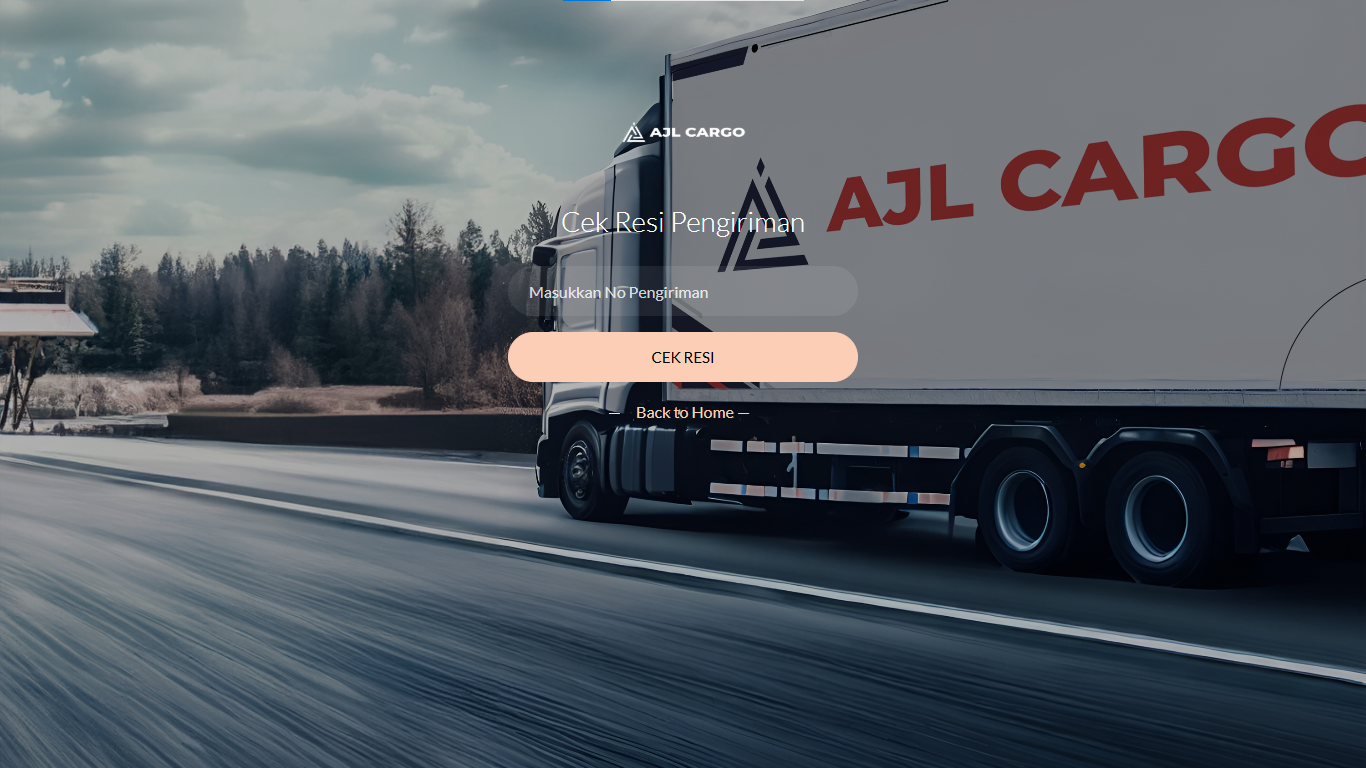 AJL CARGO
AJL CARGO
Cek Resi Pengiriman
Masukkan No Pengiriman
CEK RESI
— Back to Home —